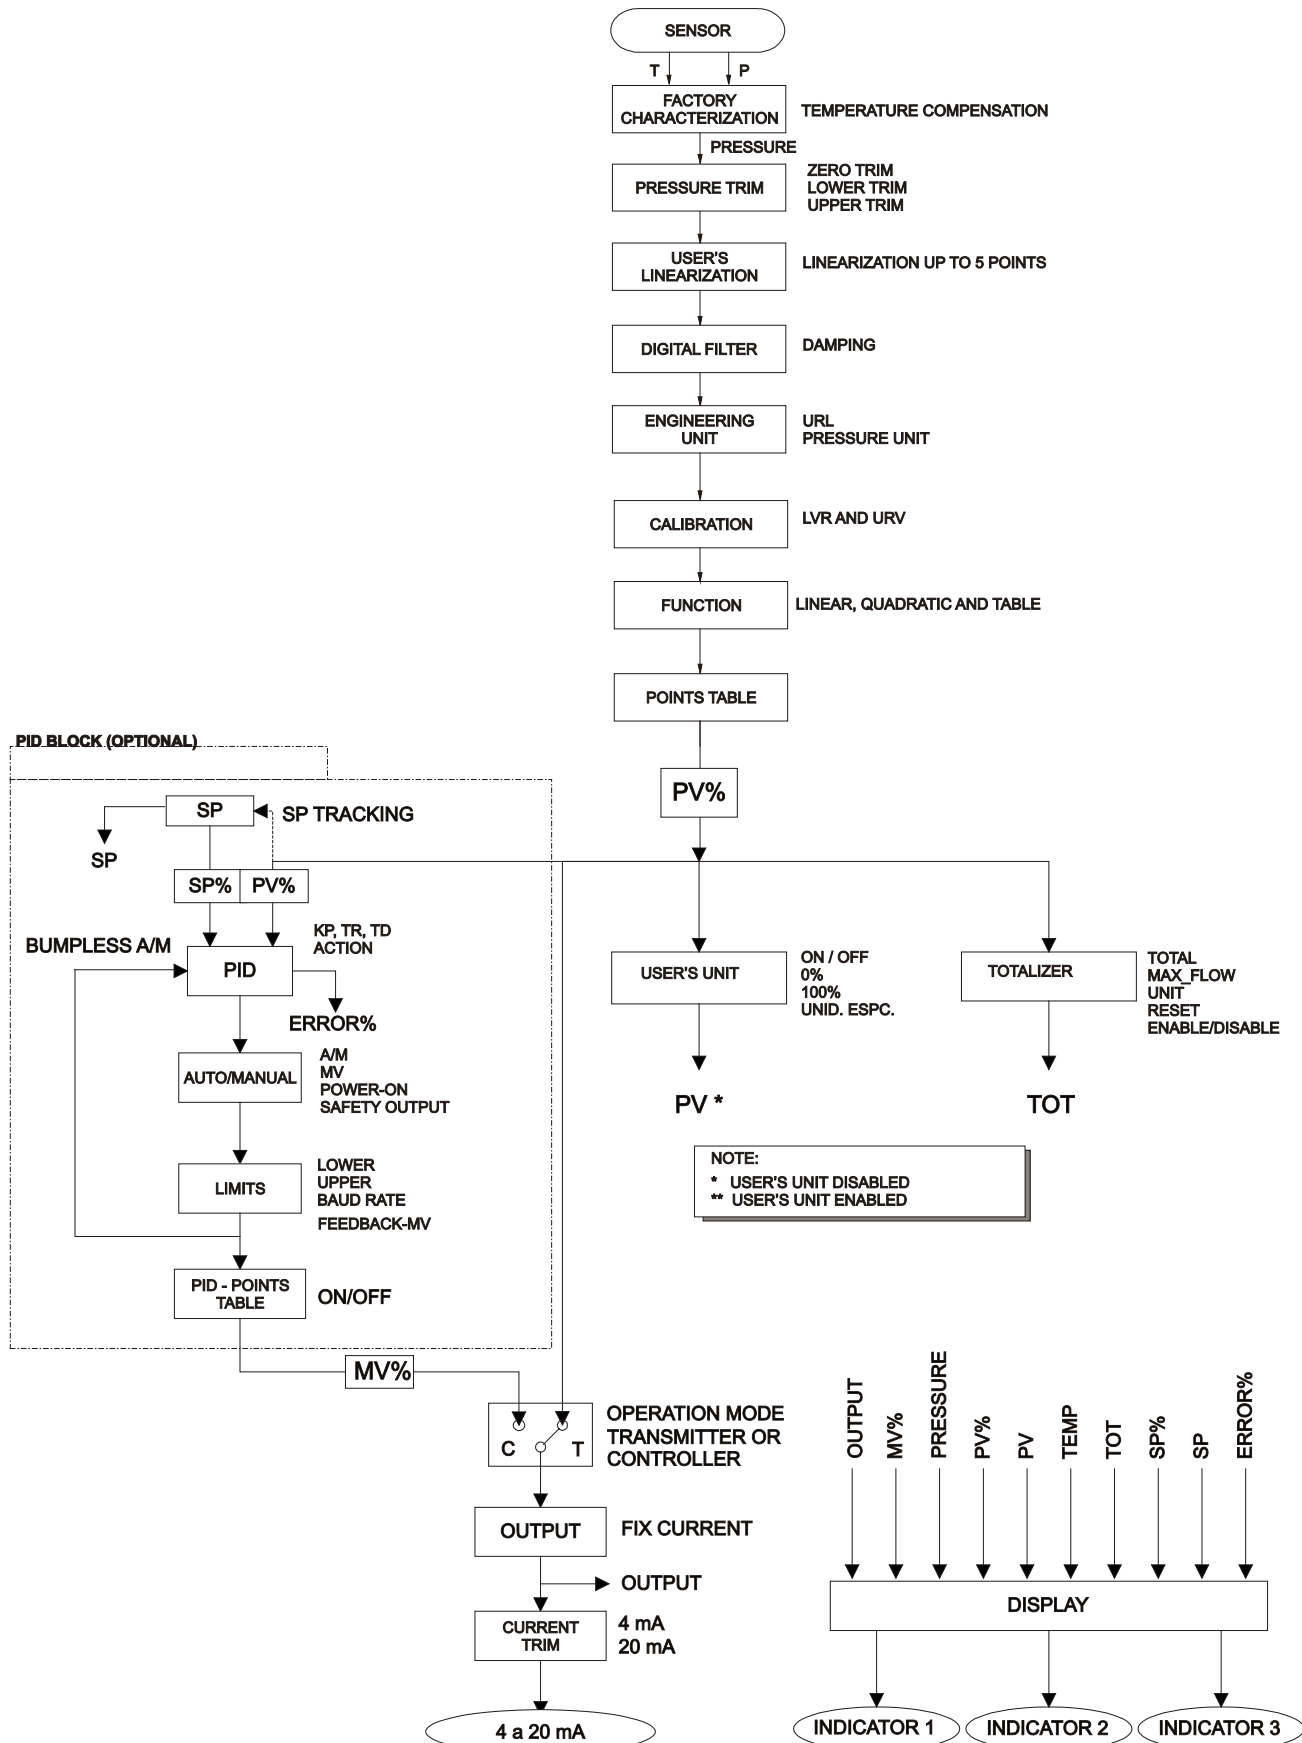 SENSOR
T
P
FACTORY
CHARACTERIZATION
TEMPERATURE COMPENSATION
PRESSURE
PRESSURE TRIM
ZERO TRIM
LOWER TRIM
UPPER TRIM
USER'S
LINEARIZATION
LINEARIZATION UP TO 5 POINTS
DIGITAL FILTER
DAMPING
ENGINEERING
UNIT
URL
PRESSURE UNIT
CALIBRATION
LVR AND URV
FUNCTION
LINEAR, QUADRATIC AND TABLE
POINTS TABLE
PV%
PID BLOCK (OPTIONAL)
SP
SP TRACKING
SP
SP%
PV%
BUMPLESS A/M
KP, TR, TD
ACTION
PID
ERROR%
AUTO/MANUAL
A/M
MV
POWER-ON
SAFETY OUTPUT
LIMITS
LOWER
UPPER
BAUD RATE
FEEDBACK-MV
PID - POINTS
TABLE
ON/OFF
MV%
USER'S UNIT
ON / OFF
0%
100%
UNID. ESPC.
PV *
TOTALIZER
TOTAL
MAX_FLOW
UNIT
RESET
ENABLE/DISABLE
TOT
NOTE:
* USER'S UNIT DISABLED
** USER'S UNIT ENABLED
C
T
OPERATION MODE
TRANSMITTER OR
CONTROLLER
OUTPUT
FIX CURRENT
OUTPUT
CURRENT
TRIM
4 mA
20 mA
4 a 20 mA
OUTPUT
MV%
PRESSURE
PV%
PV
TEMP
TOT
SP%
SP
ERROR%
DISPLAY
INDICATOR 1
INDICATOR 2
INDICATOR 3